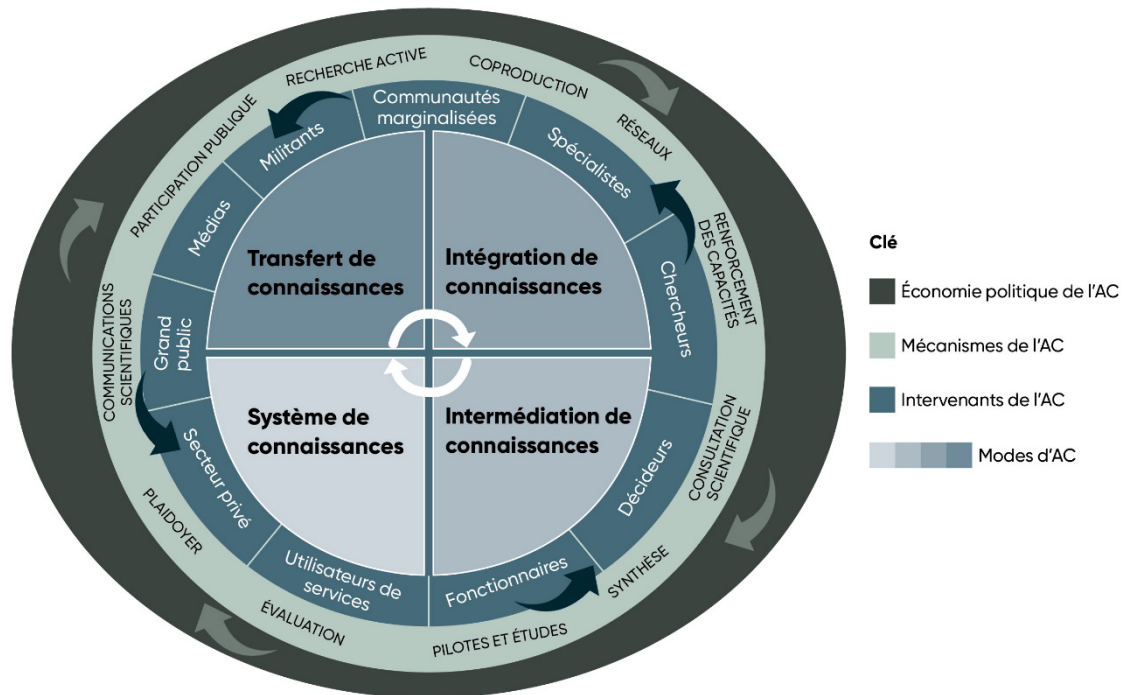 RECHERCHE ACTIVE
COPRODUCTION
RÉSEAUX
RENFORCEMENT
DES CAPACITÉS
CONSULTATION
SCIENTIFIQUE
SYNTHÈSE
PILOTES ET ÉTUDES
ÉVALUATION
PLAIDOYER
COMMUNICATIONS
SCIENTIFIQUES
PARTICIPATION PUBLIQUE
Communautés
marginalisées
Spécialistes
Chercheurs
Décideurs
Fonctionnaires
Utilisateurs de
services
Secteur privé
Grand
public
Médias
Militants
Transfert de
connaissances
Intégration de
connaissances
Système de
connaissances
Intermédiation de
connaissances
Clé
Économie politique de l'AC
Mécanismes de l'AC
Intervenants de l'AC
Modes d'AC